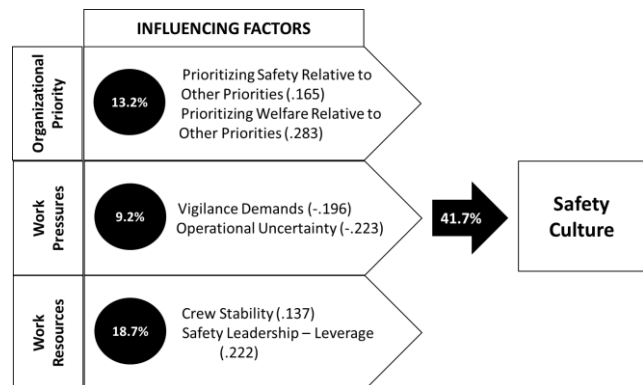 INFLUENCING FACTORS
Organizational
Priority
13.2%
Prioritizing Safety Relative to
Other Priorities (.165)
Prioritizing Welfare Relative to
Other Priorities (.283)
Work
Pressures
9.2%
Vigilance Demands (-.196)
Operational Uncertainty (-.223)
Work
Resources
18.7%
Crew Stability (.137)
Safety Leadership – Leverage
(.222)
41.7%
Safety
Culture